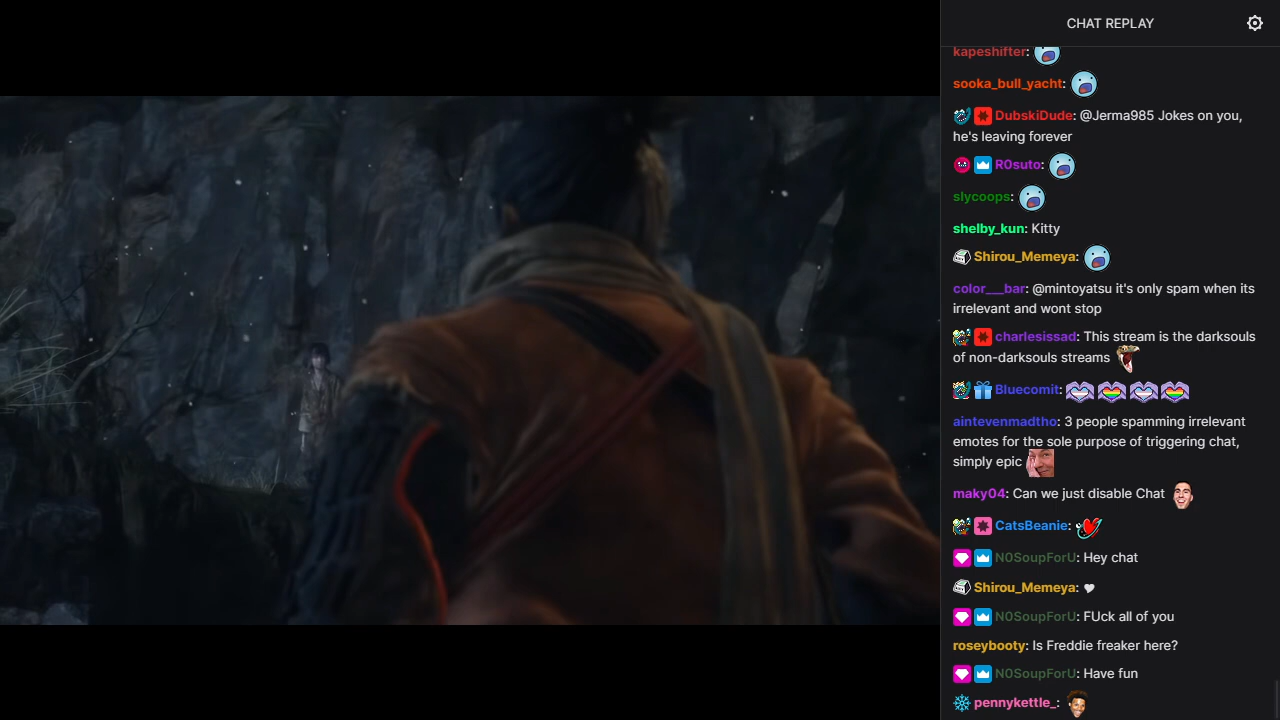 CHAT REPLAY
kapeshifter:
sooka_bull_yacht:
DubskiDude: @Jerma985 Jokes on you,
he's leaving forever
R0suto:
slycoops:
shelby_kun: Kitty
Shirou_Memeya:
color___bar: @mintoyatsu it's only spam when its
irrelevant and wont stop
charlesissad: This stream is the darksouls
of non-darksouls streams
Bluecomit:
aintevenmadtho: 3 people spamming irrelevant
emotes for the sole purpose of triggering chat,
simply epic
maky04: Can we just disable Chat
CatsBeanie:
N0SoupForU: Hey chat
Shirou_Memeya:
N0SoupForU: FUck all of you
roseybooty: Is Freddie freaker here?
N0SoupForU: Have fun
pennykettle_: